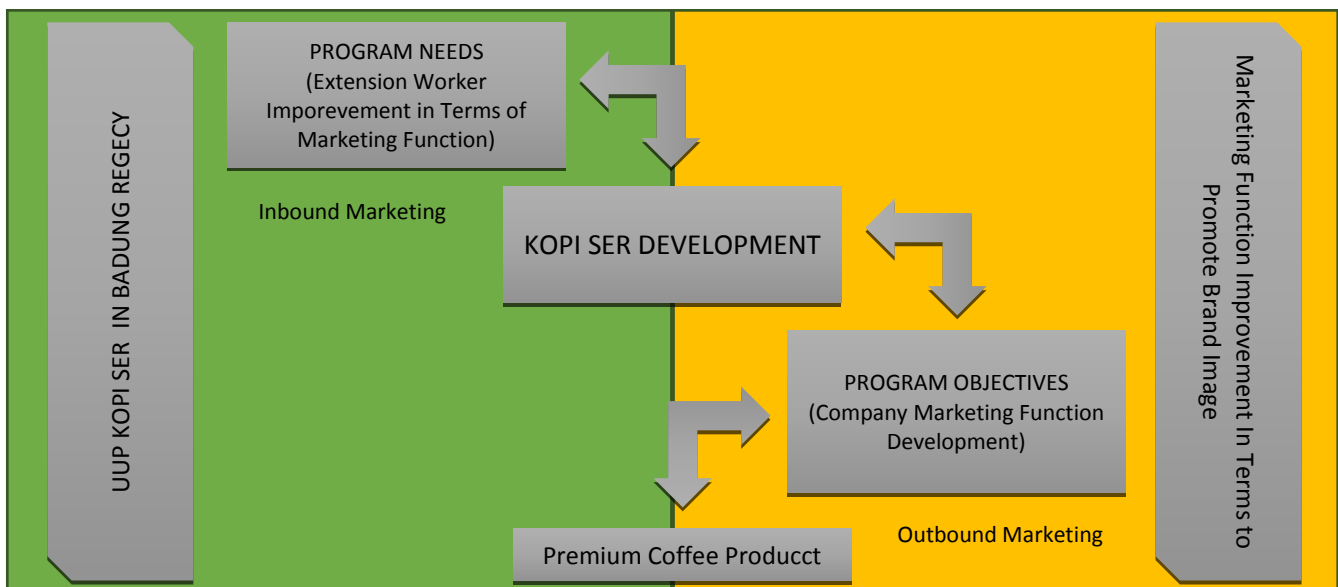 UUP KOPI SER IN BADUNG REGECY
PROGRAM NEEDS
(Extension Worker
Imporevement in Terms of
Marketing Function)
Inbound Marketing
KOPI SER DEVELOPMENT
PROGRAM OBJECTIVES
(Company Marketing Function
Development)
Outbound Marketing
Premium Coffee Producct
Marketing Function Improvement In Terms to
Promote Brand Image